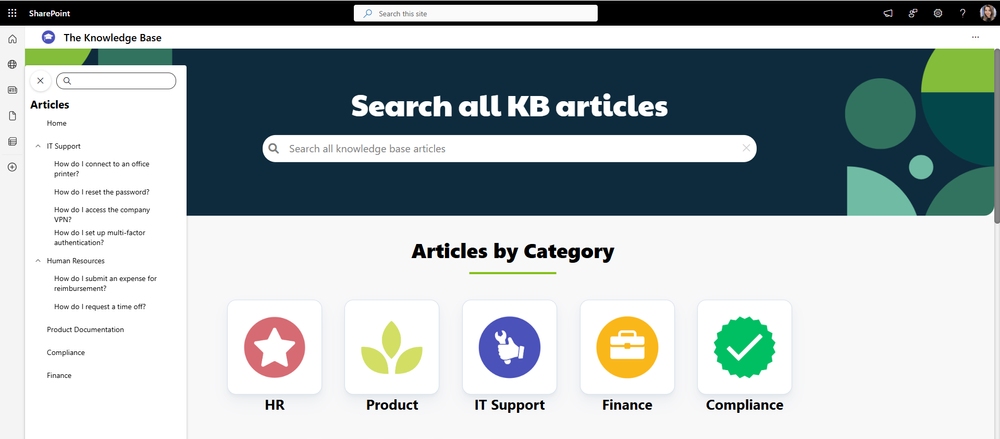 SharePoint
Search this site
The Knowledge Base
Articles
Home
IT Support
How do I connect to an office
printer?
How do I reset the password?
How do I access the company
VPN?
How do I set up multi-factor
authentication?
Human Resources
How do I submit an expense for
reimbursement?
How do I request a time off?
Product Documentation
Compliance
Finance
Search all KB articles
Search all knowledge base articles
Articles by Category
HR
Product
IT Support
Finance
Compliance